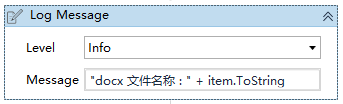 Log Message
Level Info
Message "docx 文件名称：" + item.ToString